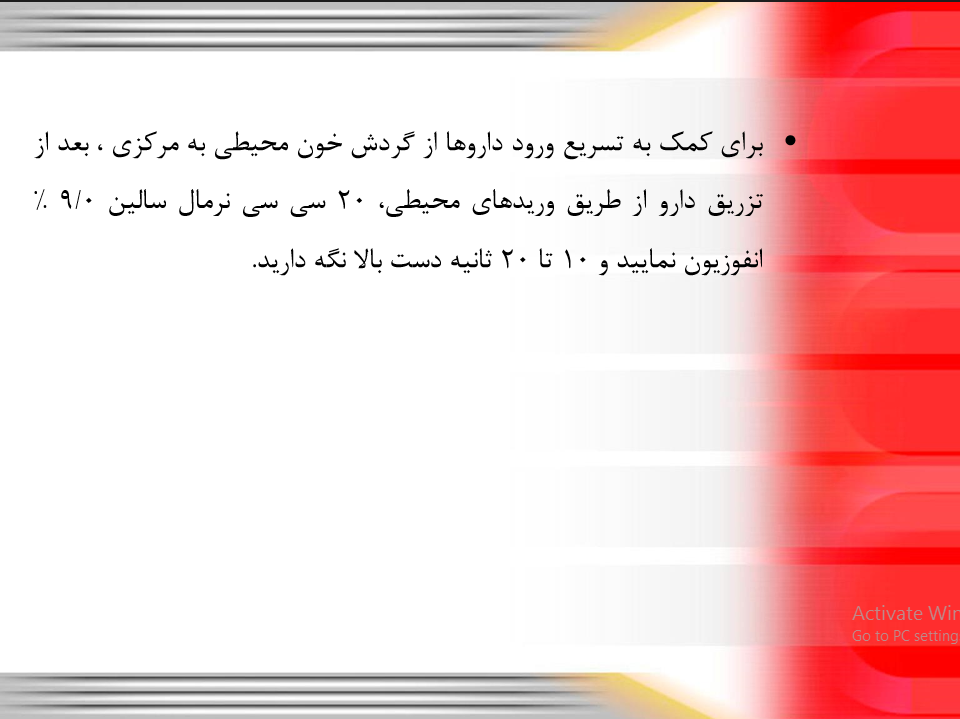 • برای کمک به تسریع ورود داروها از گردش خون محیطی به مرکزی ، بعد از
تزریق دارو از طریق وریدهای محیطی، ۲۰ سی سی نرمال سالین ۹/۰ ٪
انفوزیون نمایید و ۱۰ تا ۲۰ ثانیه دست بالا نگه دارید.
Activate Win
Go to PC setting